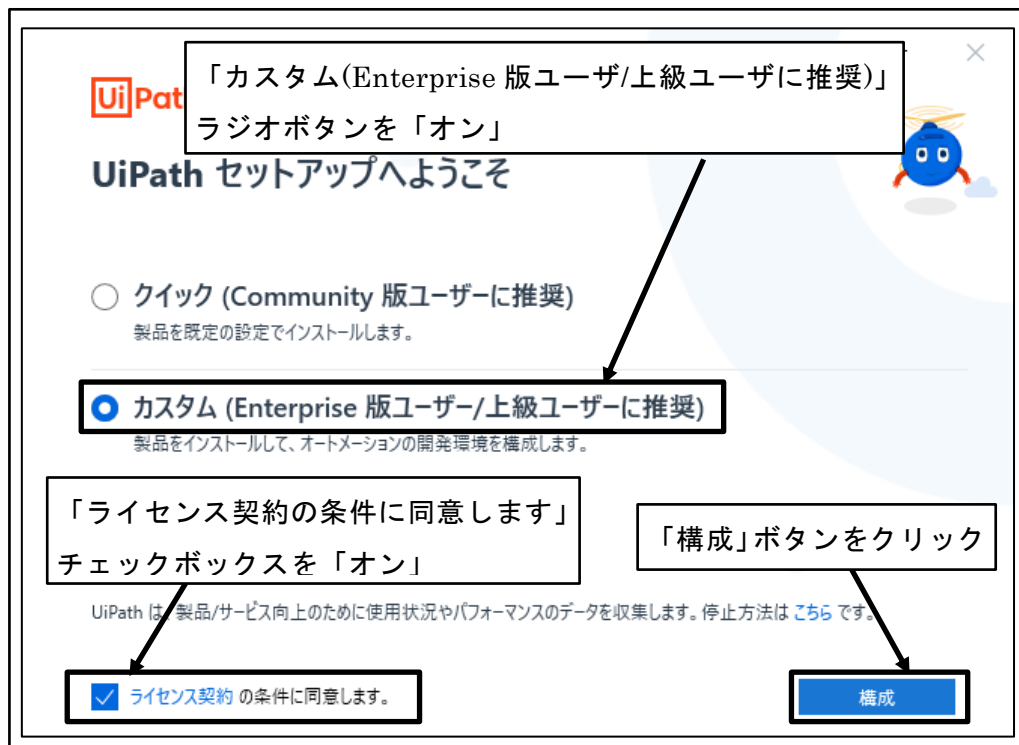 「カスタム(Enterprise 版ユーザ/上級ユーザに推奨)」
ラジオボタンを「オン」
UiPat
UiPath セットアップへようこそ
クイック (Community 版ユーザーに推奨)
製品を既定の設定でインストールします。
カスタム (Enterprise 版ユーザー/上級ユーザーに推奨)
製品をインストールして、オートメーションの開発環境を構成します。
「ライセンス契約の条件に同意します」
チェックボックスを「オン」
「構成」ボタンをクリック
UiPath は、製品/サービス向上のために使用状況やパフォーマンスのデータを収集します。停止方法は こちら です。
ライセンス契約 の条件に同意します。
構成